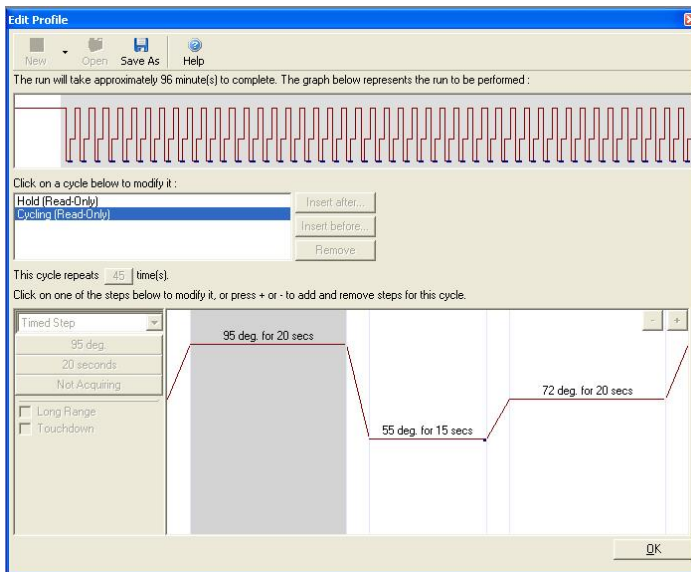 Edit Profile
New Open Save As Help
The run will take approximately 96 minute(s) to complete. The graph below represents the run to be performed :
Click on a cycle below to modify it :
Hold (Read-Only)
Cycling (Read-Only)
Insert after...
Insert before...
Remove
This cycle repeats 45 time(s).
Click on one of the steps below to modify it, or press + or - to add and remove steps for this cycle.
Timed Step
95 deg.
20 seconds
Not Acquiring
Long Range
Touchdown
95 deg. for 20 secs
55 deg. for 15 secs
72 deg. for 20 secs
- +
OK